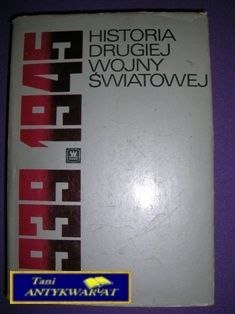 HISTORIA
DRUGIEJ
WOJNY
ŚWIATOWEJ
1939.1945
Tani
ANTYKWARIAT